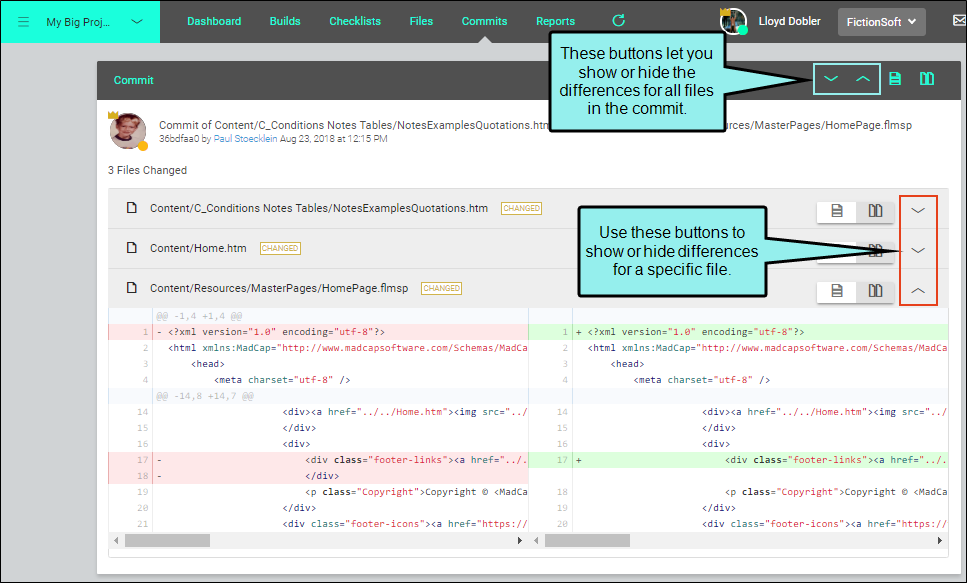 My Big Proj...
Dashboard
Builds
Checklists
Files
Commits
Reports
Lloyd Dobler
FictionSoft
These buttons let you
show or hide the
differences for all files
in the commit.
Commit
Commit of Content/C_Conditions Notes Tables/NotesExamplesQuotations.htm
urces/MasterPages/HomePage.flmsp
36bdfaa0 by Paul Stoecklein Aug 23, 2018 at 12:15 PM
3 Files Changed
Content/C_Conditions Notes Tables/NotesExamplesQuotations.htm CHANGED
Content/Home.htm CHANGED
Content/Resources/MasterPages/HomePage.flmsp CHANGED
Use these buttons to
show or hide differences
for a specific file.
@@ -1,4 +1,4 @@
1 - <?xml version="1.0" encoding="utf-8"?> 1 + <?xml version="1.0" encoding="utf-8"?>
2 <html xmlns:MadCap="http://www.madcapsoftware.com/Schemas/MadCa 2 <html xmlns:MadCap="http://www.madcapsoftware.com/Schemas/MadCa
3 <head> 3 <head>
4 <meta charset="utf-8" /> 4 <meta charset="utf-8" />
@@ -14,8 +14,7 @@
14 <div><a href="../../Home.htm"><img src="../ 14 <div><a href="../../Home.htm"><img src="../
15 </div> 15 </div>
16 <div> 16 <div>
17 - <div class="footer-links"><a href="../. 17 + <div class="footer-links"><a href="../.
18 - </div>
19 <p class="Copyright">Copyright © <MadCa 18 <p class="Copyright">Copyright © <MadCa
20 </div> 19 </div>
21 <div class="footer-icons"><a href="https:// 20 <div class="footer-icons"><a href="https://